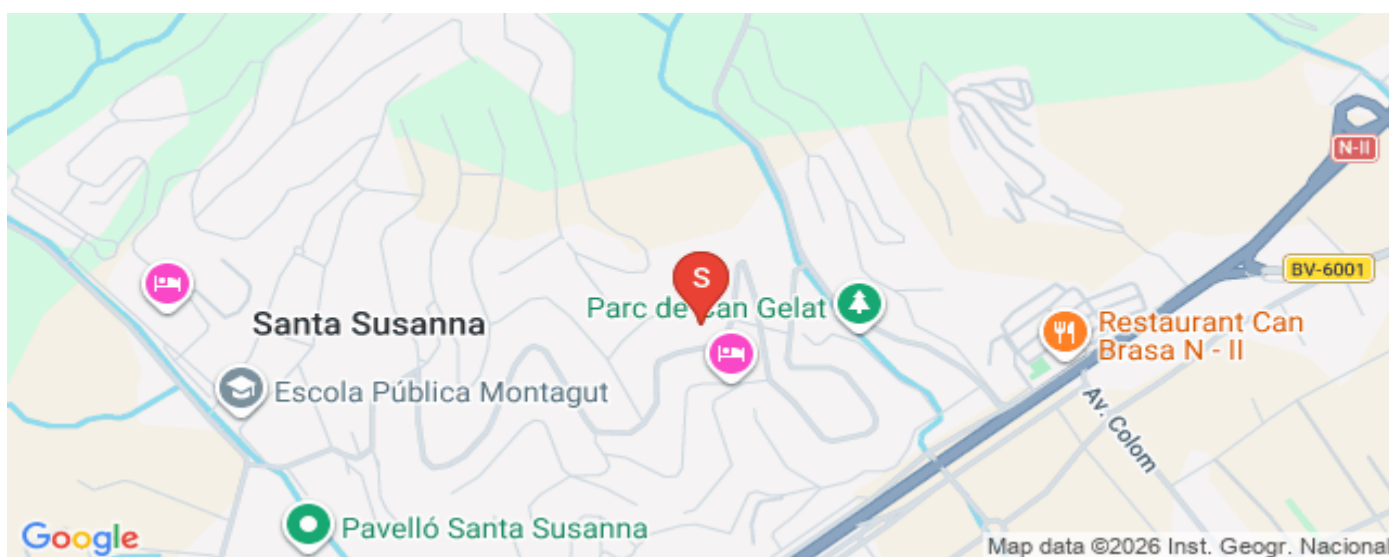 N-II
BV-6001
S
Parc de Can Gelat
Santa Susanna
Restaurant Can
Brasa N - II
Escola Pública Montagut
Av. Colom
Pavelló Santa Susanna
Google
Map data ©2026 Inst. Geogr. Nacional